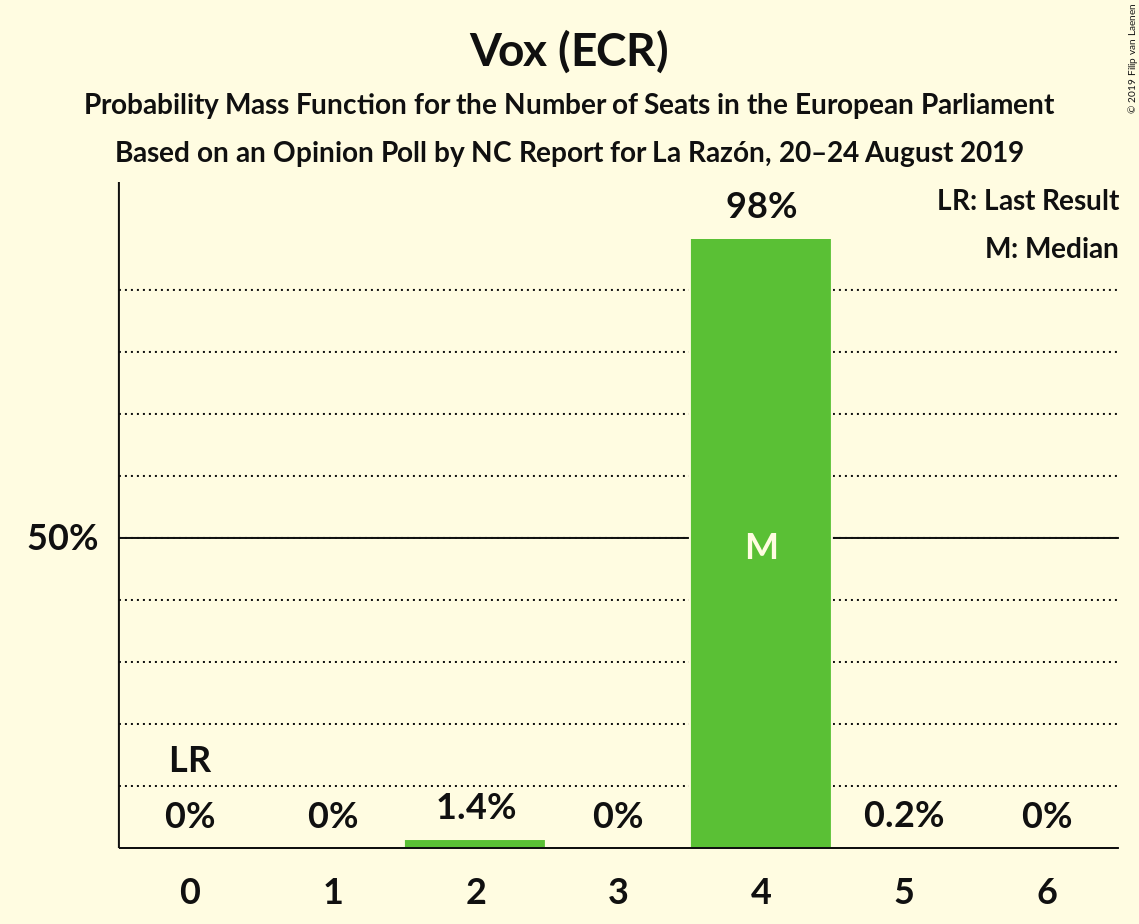 Vox (ECR)
Probability Mass Function for the Number of Seats in the European Parliament
Based on an Opinion Poll by NC Report for La Razón, 20–24 August 2019
© 2019 Filip van Laenen
LR: Last Result
M: Median
98%
50%
M
LR
0%
0%
1.4%
0%
0.2%
0%
0
1
2
3
4
5
6